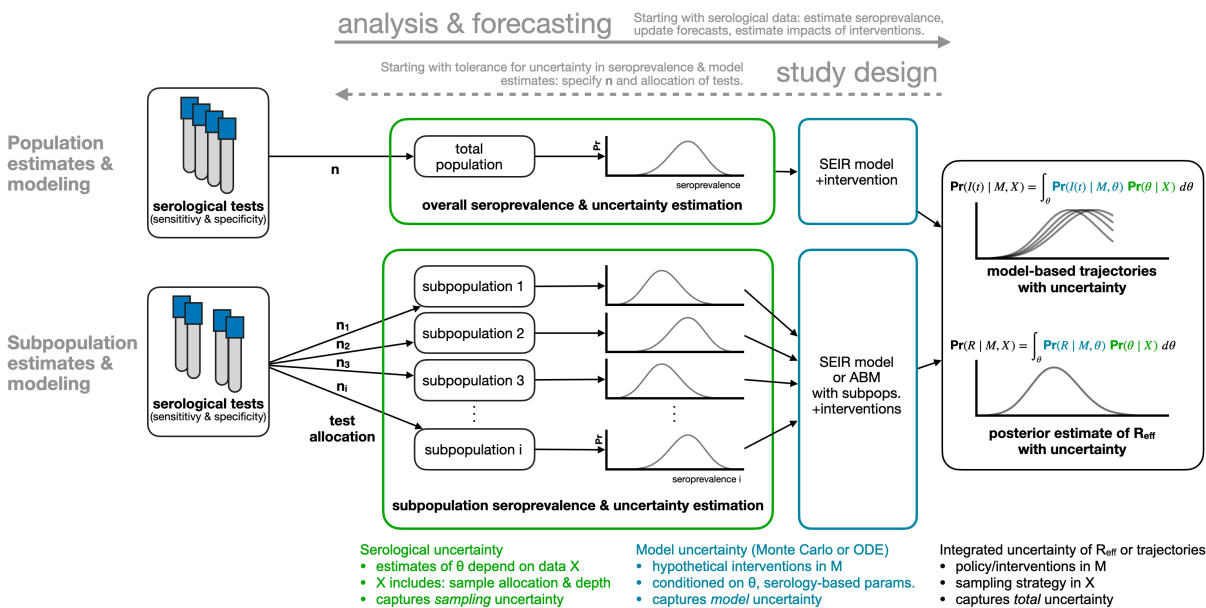 analysis & forecasting
Starting with serological data: estimate seroprevalance,
update forecasts, estimate impacts of interventions.
Starting with tolerance for uncertainty in seroprevalence & model
estimates: specify n and allocation of tests.
study design
Population
estimates &
modeling
serological tests
(sensititivy & specificity)
n
total
population
Pr
seroprevalence
overall seroprevalence & uncertainty estimation
SEIR model
+intervention
Pr(I(t) | M, X) = ∫θ Pr(I(t) | M, θ) Pr(θ | X) dθ
model-based trajectories
with uncertainty
Subpopulation
estimates &
modeling
serological tests
(sensititivy & specificity)
n1
n2
n3
ni
test
allocation
subpopulation 1
subpopulation 2
subpopulation 3
⋮ ⋮
subpopulation i
Pr
seroprevalence i
subpopulation seroprevalence & uncertainty estimation
SEIR model
or ABM
with subpops.
+interventions
Pr(R | M, X) = ∫θ Pr(R | M, θ) Pr(θ | X) dθ
posterior estimate of Reff
with uncertainty
Serological uncertainty
• estimates of θ depend on data X
• X includes: sample allocation & depth
• captures sampling uncertainty
Model uncertainty (Monte Carlo or ODE)
• hypothetical interventions in M
• conditioned on θ, serology-based params.
• captures model uncertainty
Integrated uncertainty of Reff or trajectories
• policy/interventions in M
• sampling strategy in X
• captures total uncertainty